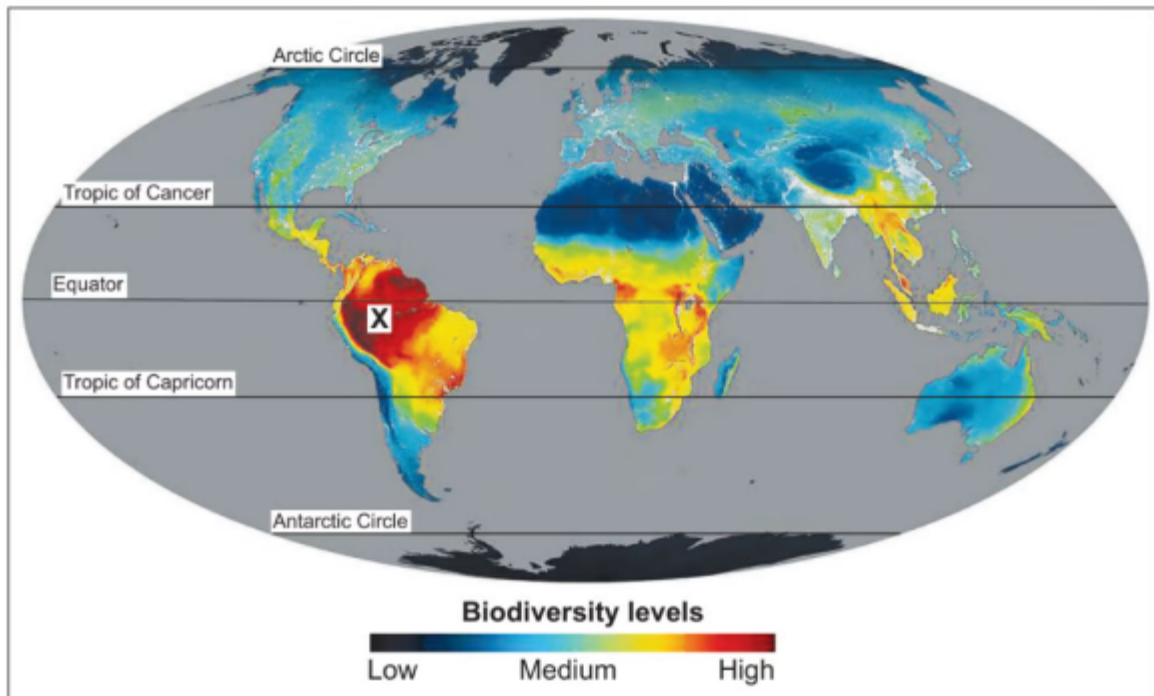 Arctic Circle
Tropic of Cancer
Equator
X
Tropic of Capricorn
Antarctic Circle
Biodiversity levels
Low Medium High